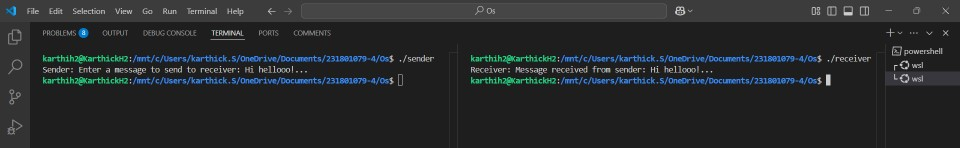 File Edit Selection View Go Run Terminal Help
Os
PROBLEMS 8 OUTPUT DEBUG CONSOLE TERMINAL PORTS COMMENTS
karthih2@KarthickH2:/mnt/c/Users/karthick.S/OneDrive/Documents/231801079-4/Os$ ./sender
Sender: Enter a message to send to receiver: Hi hellooo!...
karthih2@KarthickH2:/mnt/c/Users/karthick.S/OneDrive/Documents/231801079-4/Os$
karthih2@KarthickH2:/mnt/c/Users/karthick.S/OneDrive/Documents/231801079-4/Os$ ./receiver
Receiver: Message received from sender: Hi hellooo!...
karthih2@KarthickH2:/mnt/c/Users/karthick.S/OneDrive/Documents/231801079-4/Os$
powershell
wsl
wsl